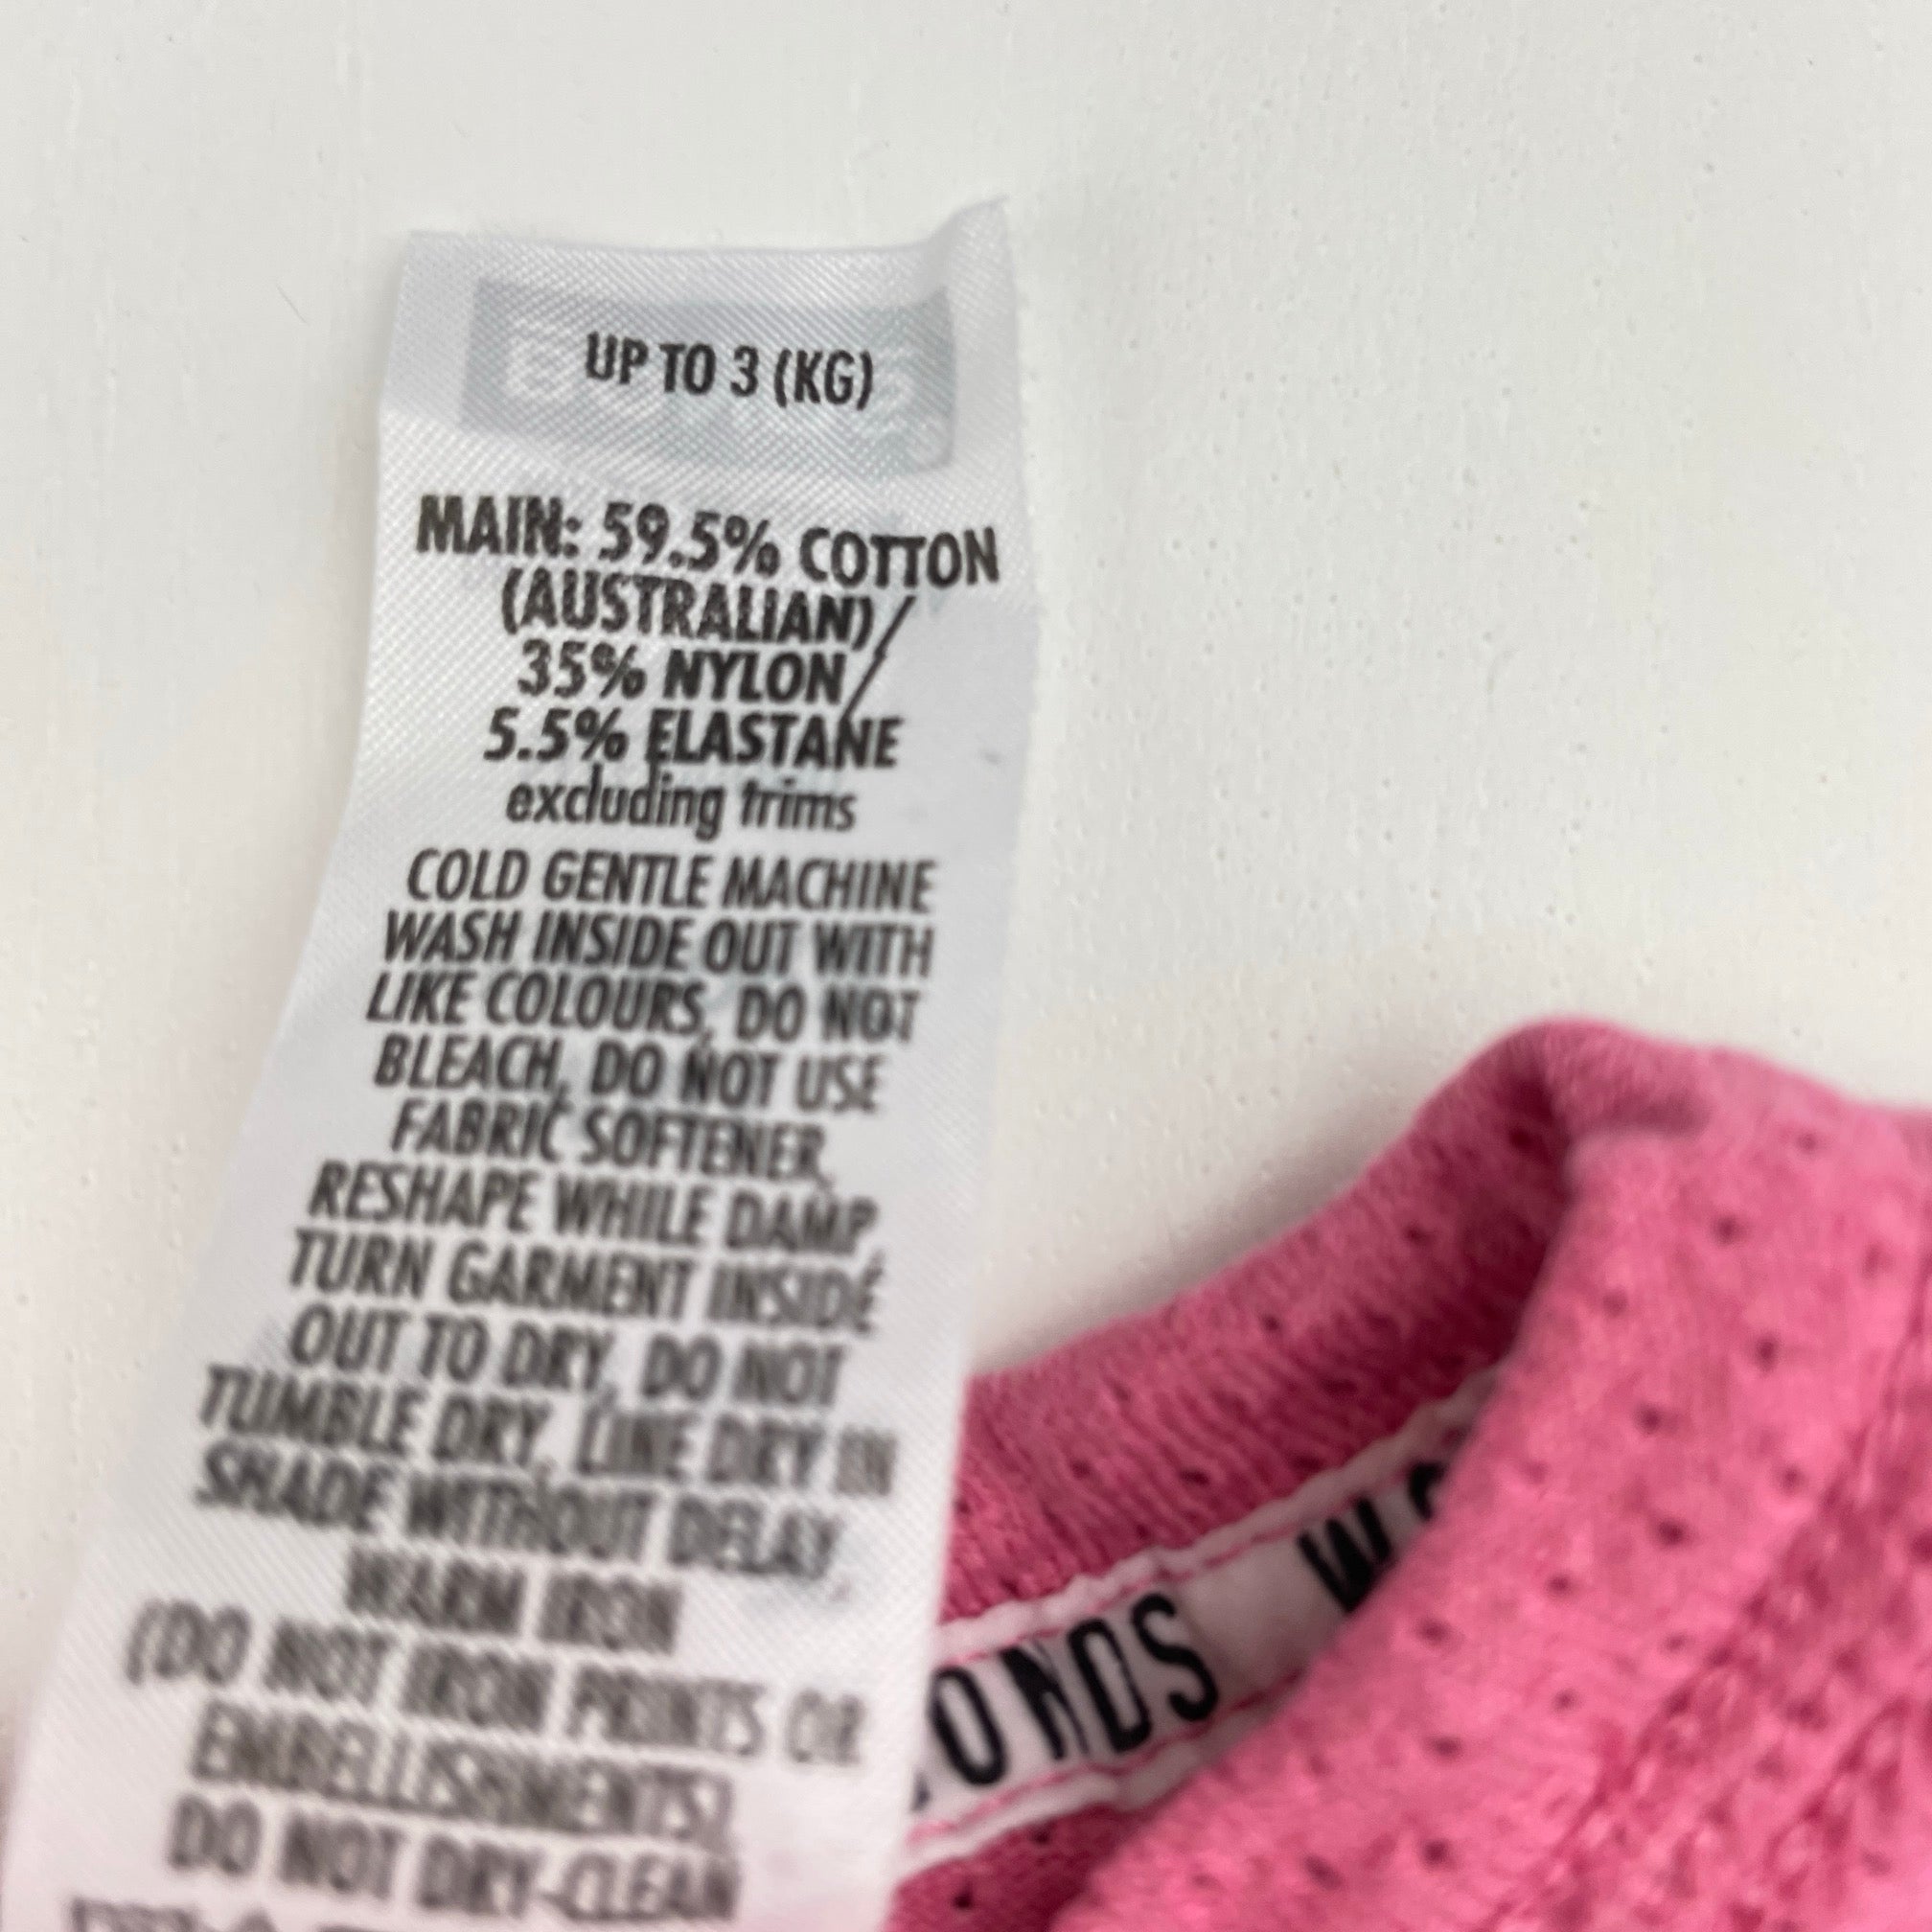 UP TO 3 (KG)
MAIN: 59.5% COTTON
(AUSTRALIAN)/
35% NYLON/
5.5% ELASTANE
excluding trims
COLD GENTLE MACHINE
WASH INSIDE OUT WITH
LIKE COLOURS, DO NOT
BLEACH, DO NOT USE
FABRIC SOFTENER,
RESHAPE WHILE DAMP,
TURN GARMENT INSIDE
OUT TO DRY, DO NOT
TUMBLE DRY, LINE DRY IN
SHADE WITHOUT DELAY,
WARM IRON
(DO NOT IRON PRINTS OR
EMBELLISHMENTS)
DO NOT DRY-CLEAN
ONDS